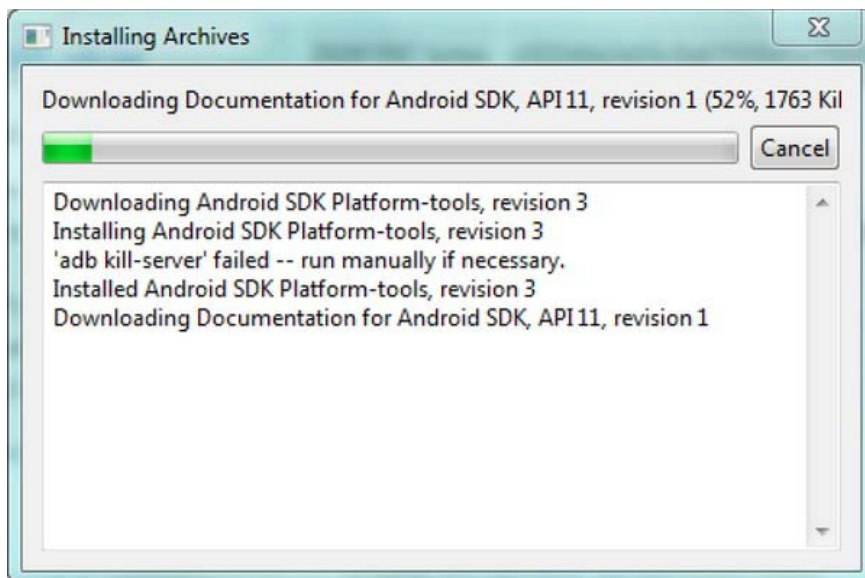 Installing Archives
Downloading Documentation for Android SDK, API 11, revision 1 (52%, 1763 Kil
Cancel
Downloading Android SDK Platform-tools, revision 3
Installing Android SDK Platform-tools, revision 3
'adb kill-server' failed -- run manually if necessary.
Installed Android SDK Platform-tools, revision 3
Downloading Documentation for Android SDK, API 11, revision 1